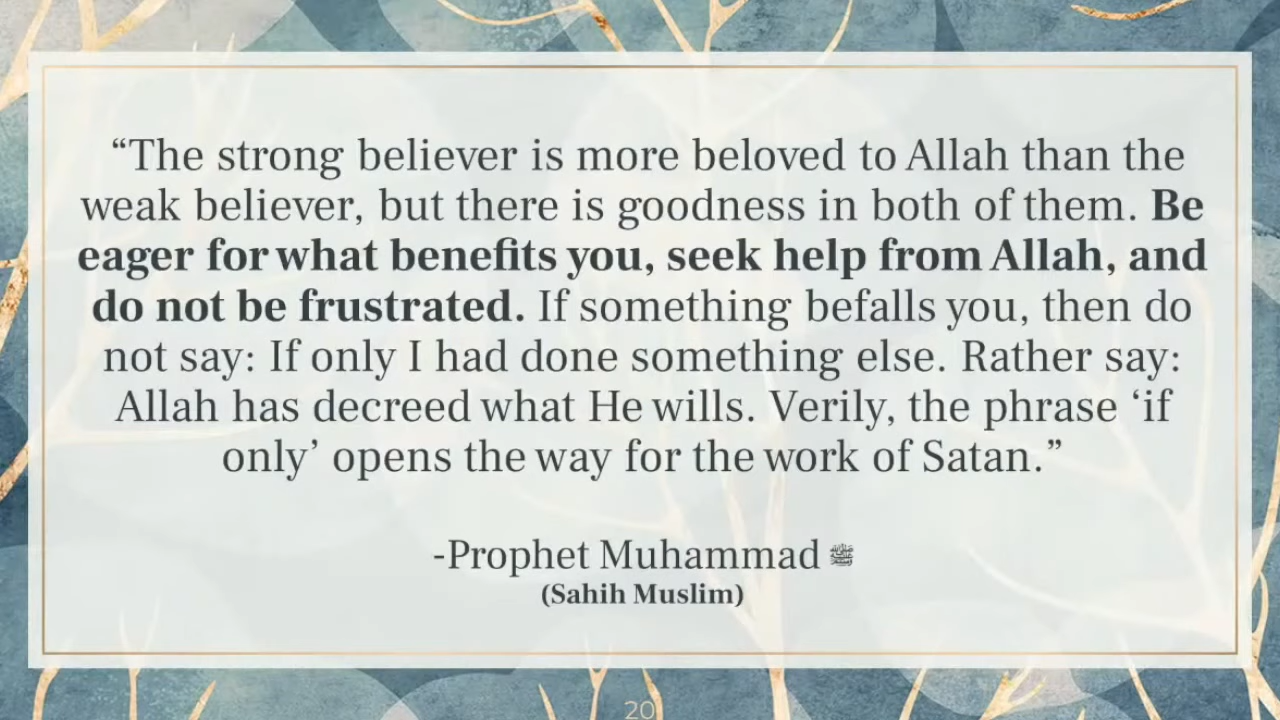 “The strong believer is more beloved to Allah than the
weak believer, but there is goodness in both of them. Be
eager for what benefits you, seek help from Allah, and
do not be frustrated. If something befalls you, then do
not say: If only I had done something else. Rather say:
Allah has decreed what He wills. Verily, the phrase ‘if
only’ opens the way for the work of Satan.”
-Prophet Muhammad ﷺ
(Sahih Muslim)
20